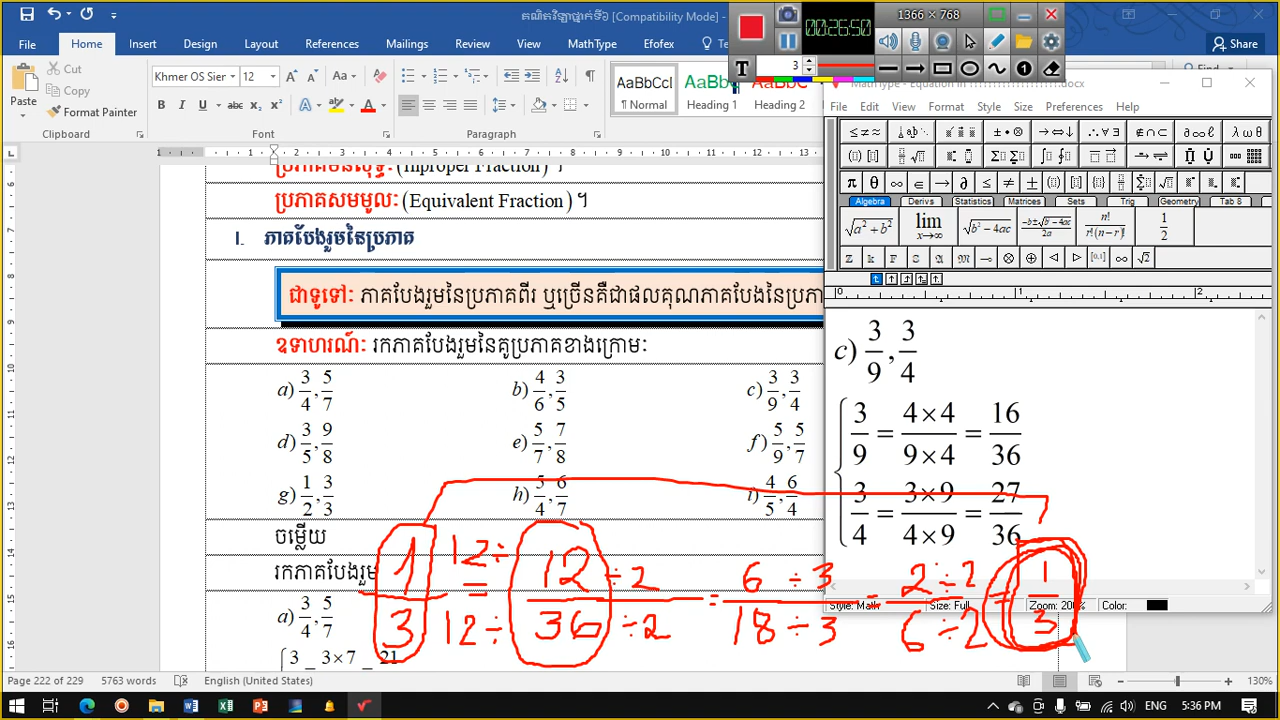 គណិតវិទ្យាថ្នាក់ទី៦ [Compatibility Mode]
File Home Insert Design Layout References Mailings Review View MathType Efofex
Share
1366 × 768
00:26:50
T 3
Paste
Cut
Copy
Format Painter
Clipboard
Khmer OS Sier 12
Font
Paragraph
AaBbCcI AaBbC
¶ Normal Heading 1 Heading 2
MathType - Equation in
.docx
File Edit View Format Style Size Preferences Help
Algebra Derivs Statistics Matrices Sets Trig Geometry Tab 8
(Equivalent Fraction) ។
I. ភាគបែងរួមនៃប្រភាគ
ប្រភាគសមមូលៈ
ជាទូទៅៈ ភាគបែងរួមនៃប្រភាគពីរ ឬច្រើនគឺជាផលគុណភាគបែងនៃប្រភា
ឧទាហរណ៍ៈ រកភាគបែងរួមនៃគូប្រភាគខាងក្រោមៈ
a) 3/4, 5/7 b) 4/6, 3/5 c) 3/9, 3/4
d) 3/5, 9/8 e) 5/7, 7/8 f) 5/9, 5/7
g) 1/2, 3/3 h) 5/4, 6/7 i) 4/5, 6/4
ចម្លើយ
រកភាគបែងរួម
a) 3/4, 5/7
3 _ 3×7 _ 21
c) 3/9, 3/4
3/9 = 4×4/9×4 = 16/36
3/4 = 3×9/4×9 = 27/36
1/3 12÷/12÷ = 12/36 ÷2/÷2 = 6/18 ÷3/÷3 = 2/6 ÷2/÷2 = 1/3
Style: Math Size: Full Zoom: 200% Color:
Page 222 of 229 5763 words English (United States) 130%
ENG 5:36 PM